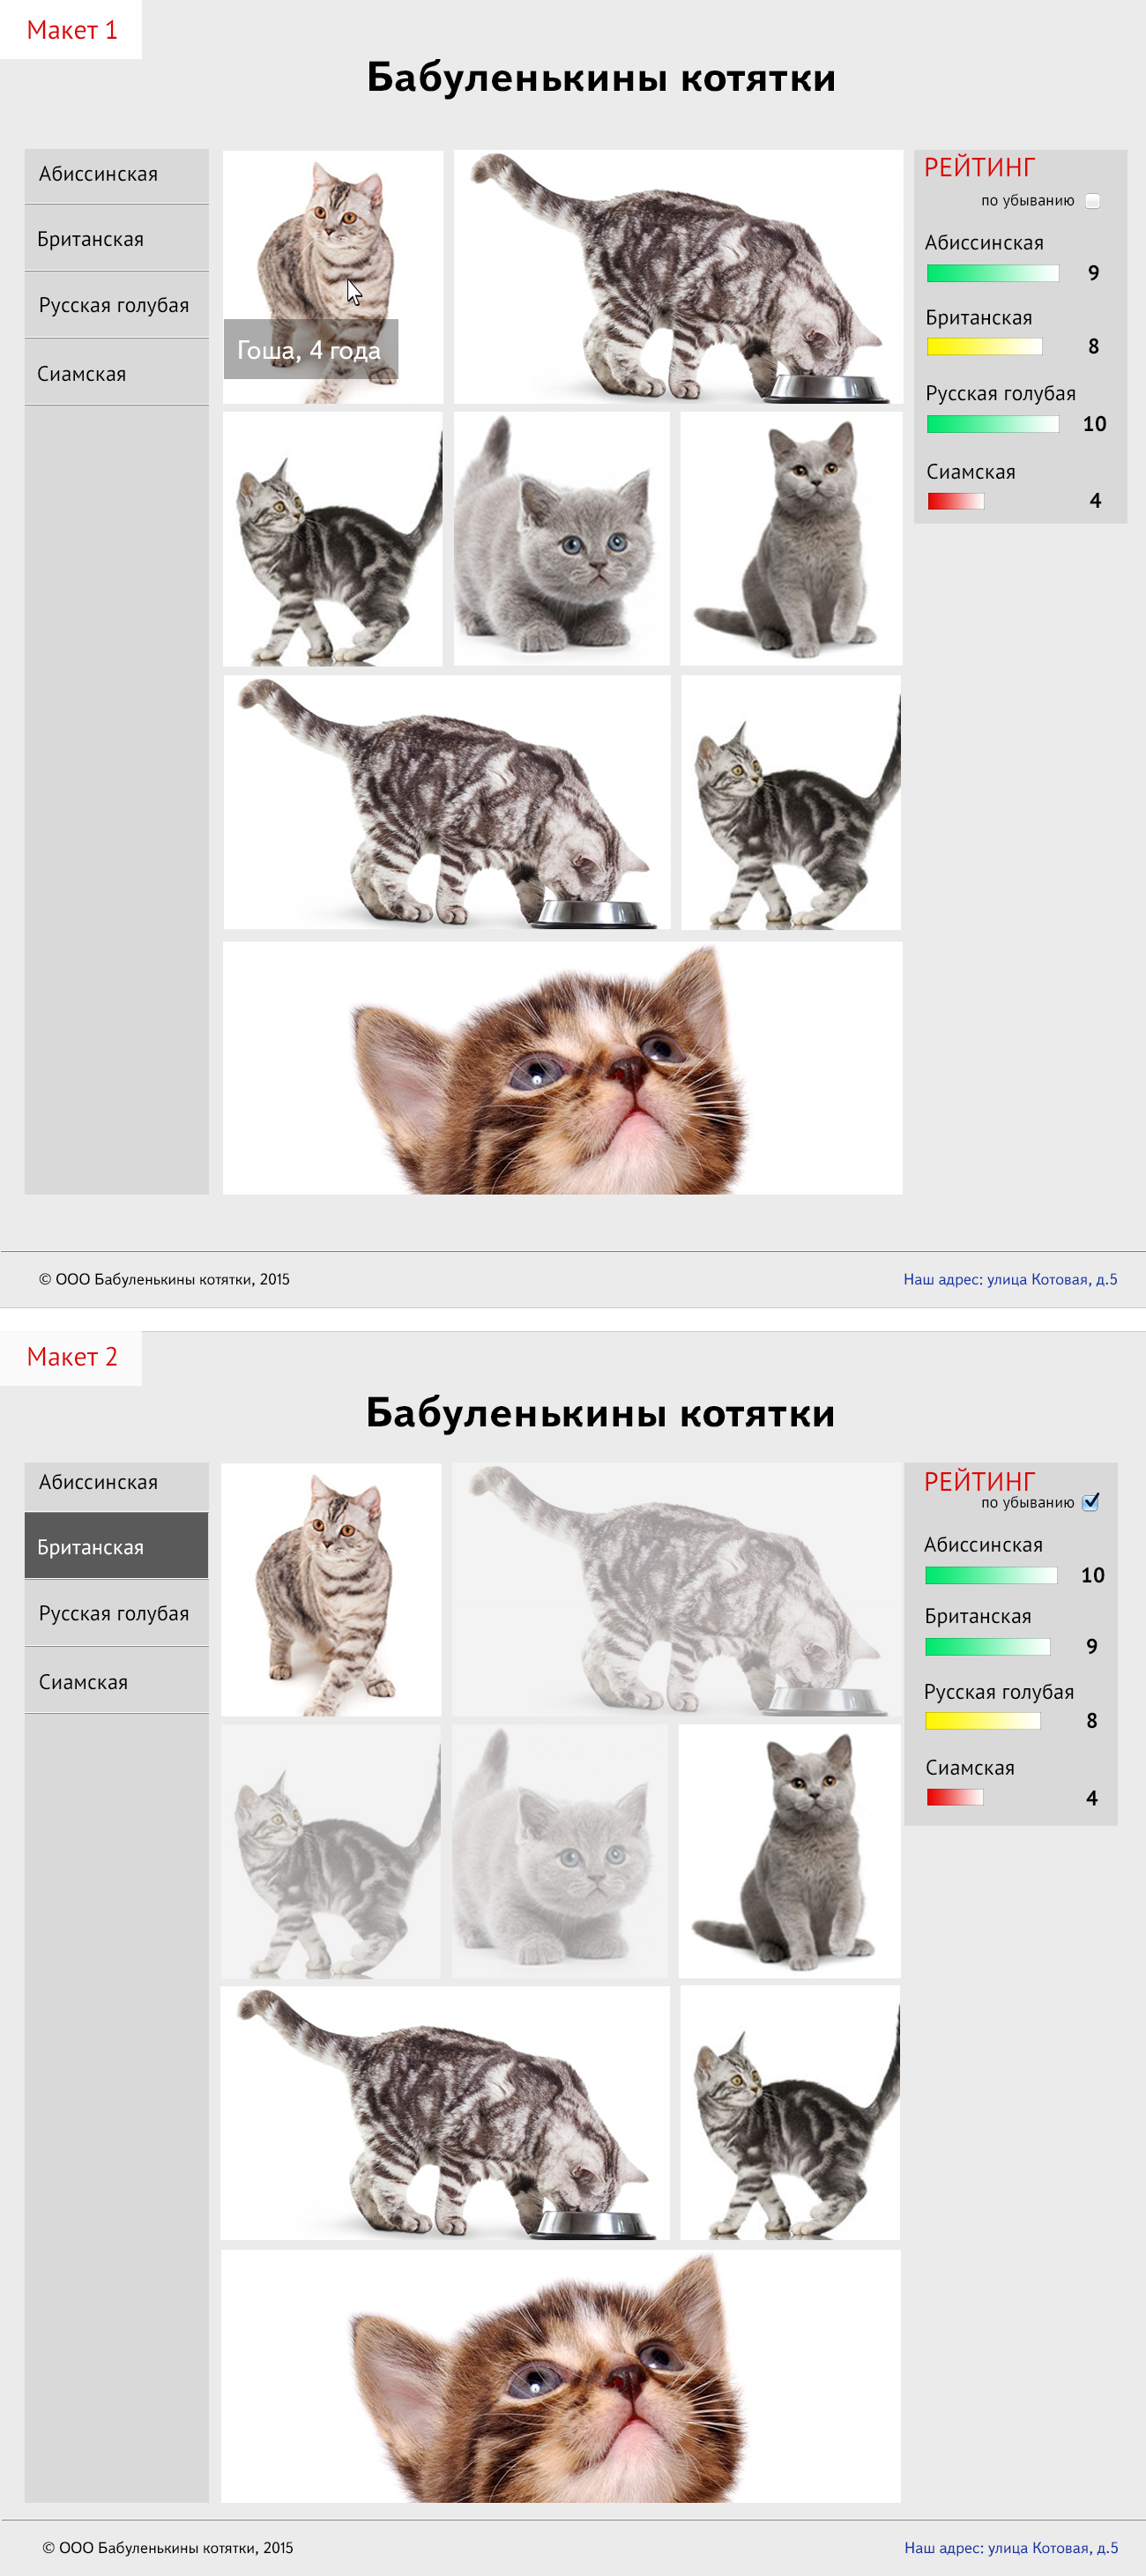 Макет 1
Бабуленькины котятки
Абиссинская
Британская
Русская голубая
Сиамская
Гоша, 4 года
РЕЙТИНГ
по убыванию
Абиссинская
9
Британская
8
Русская голубая
10
Сиамская
4
© ООО Бабуленькины котятки, 2015
Наш адрес: улица Котовая, д.5
Макет 2
Бабуленькины котятки
Абиссинская
Британская
Русская голубая
Сиамская
РЕЙТИНГ
по убыванию
Абиссинская
10
Британская
9
Русская голубая
8
Сиамская
4
© ООО Бабуленькины котятки, 2015
Наш адрес: улица Котовая, д.5